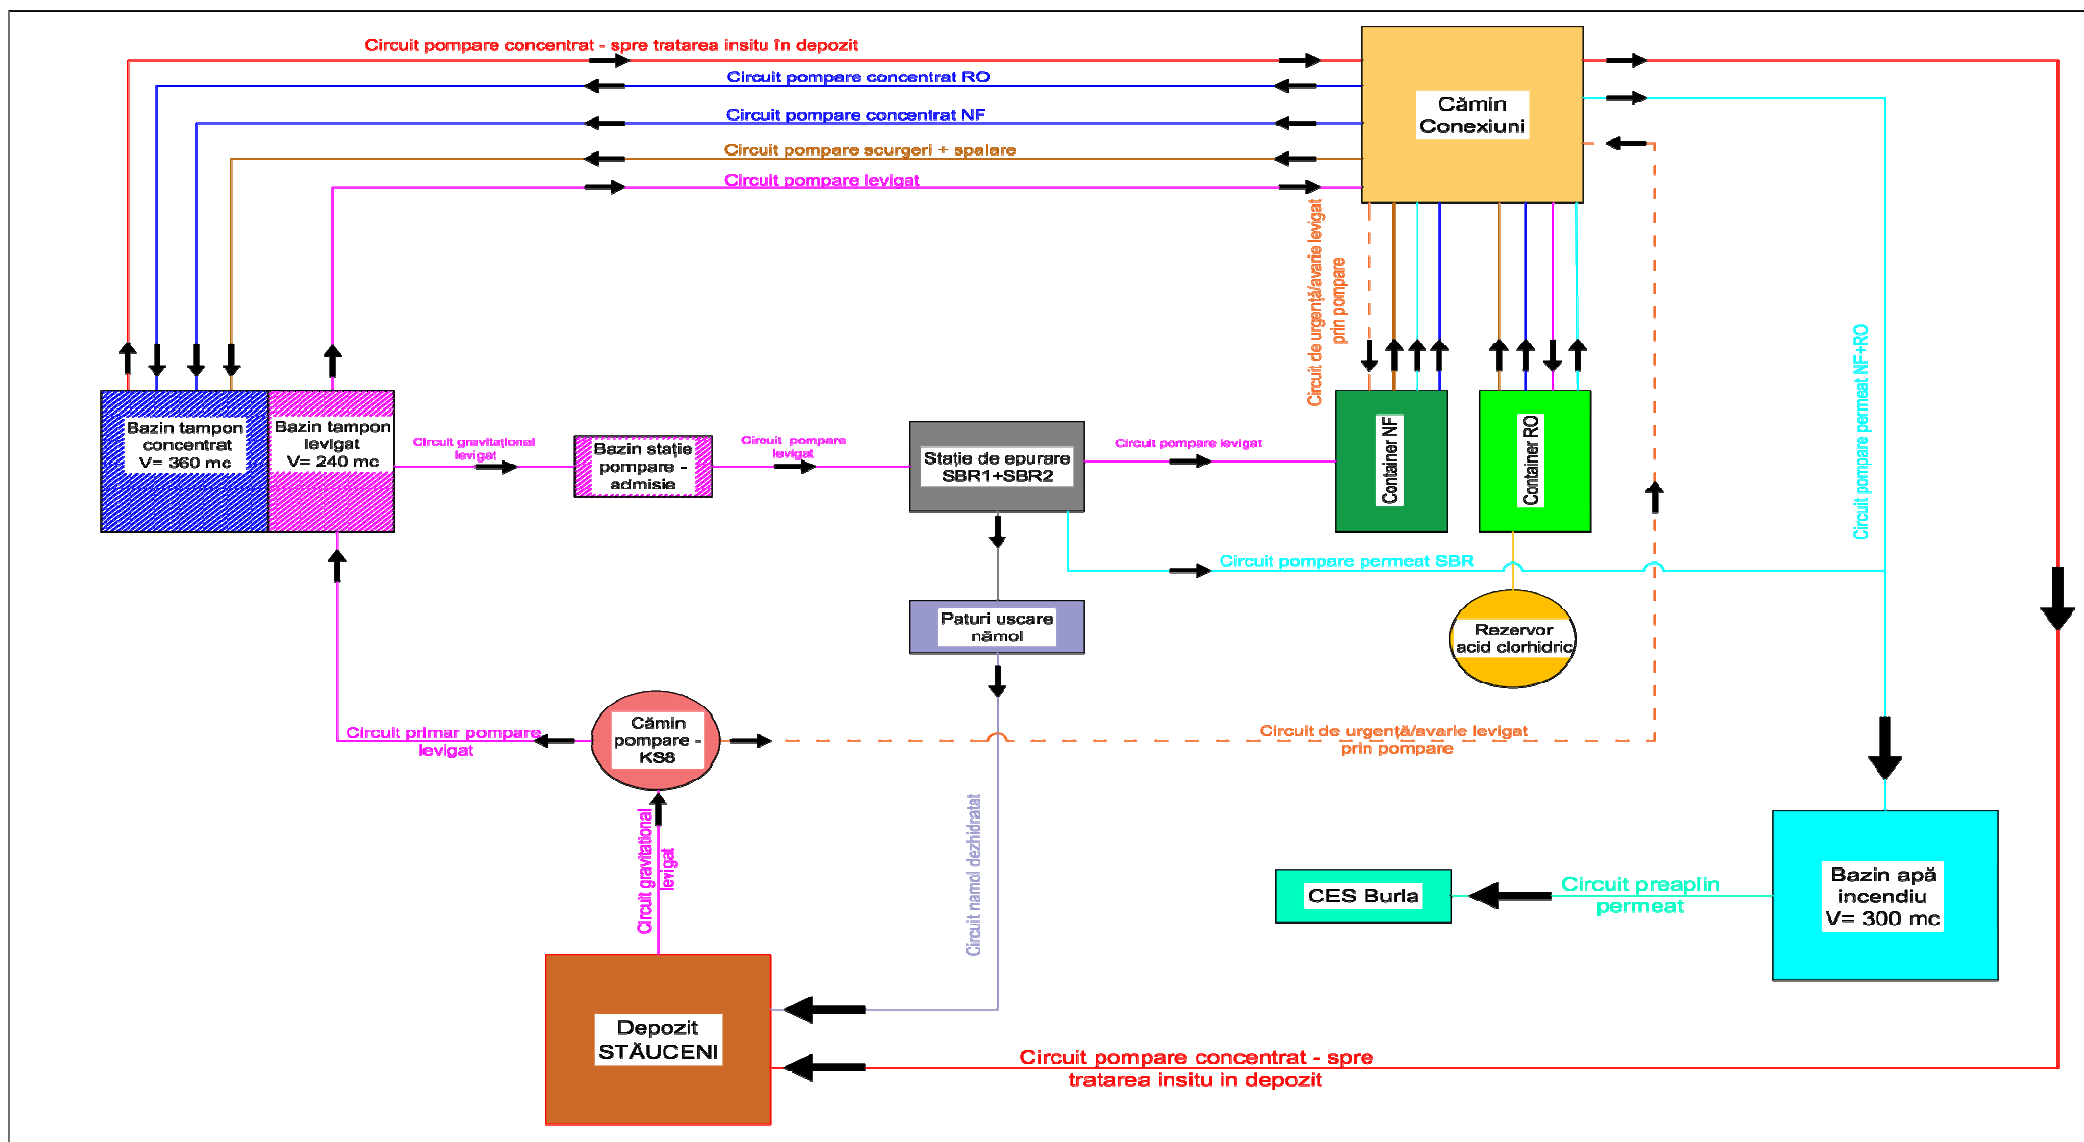 Circuit pompare concentrat - spre tratarea insitu în depozit
Circuit pompare concentrat RO
Circuit pompare concentrat NF
Circuit pompare scurgeri + spalare
Circuit pompare levigat
Cămin
Conexiuni
Circuit de urgență/avarie levigat
prin pompare
Circuit pompare permeat NF+RO
Bazin tampon
concentrat
V= 360 mc
Bazin tampon
levigat
V= 240 mc
Circuit gravitațional
levigat
Bazin stație
pompare -
admisie
Circuit pompare
levigat
Stație de epurare
SBR1+SBR2
Circuit pompare levigat
Container NF
Container RO
Circuit pompare permeat SBR
Paturi uscare
nămol
Rezervor
acid clorhidric
Circuit primar pompare
levigat
Cămin
pompare -
KS8
Circuit de urgență/avarie levigat
prin pompare
Circuit gravitational
levigat
Circuit namol dezhidratat
CES Burla
Circuit preaplin
permeat
Bazin apă
incendiu
V= 300 mc
Depozit
STĂUCENI
Circuit pompare concentrat - spre
tratarea insitu in depozit